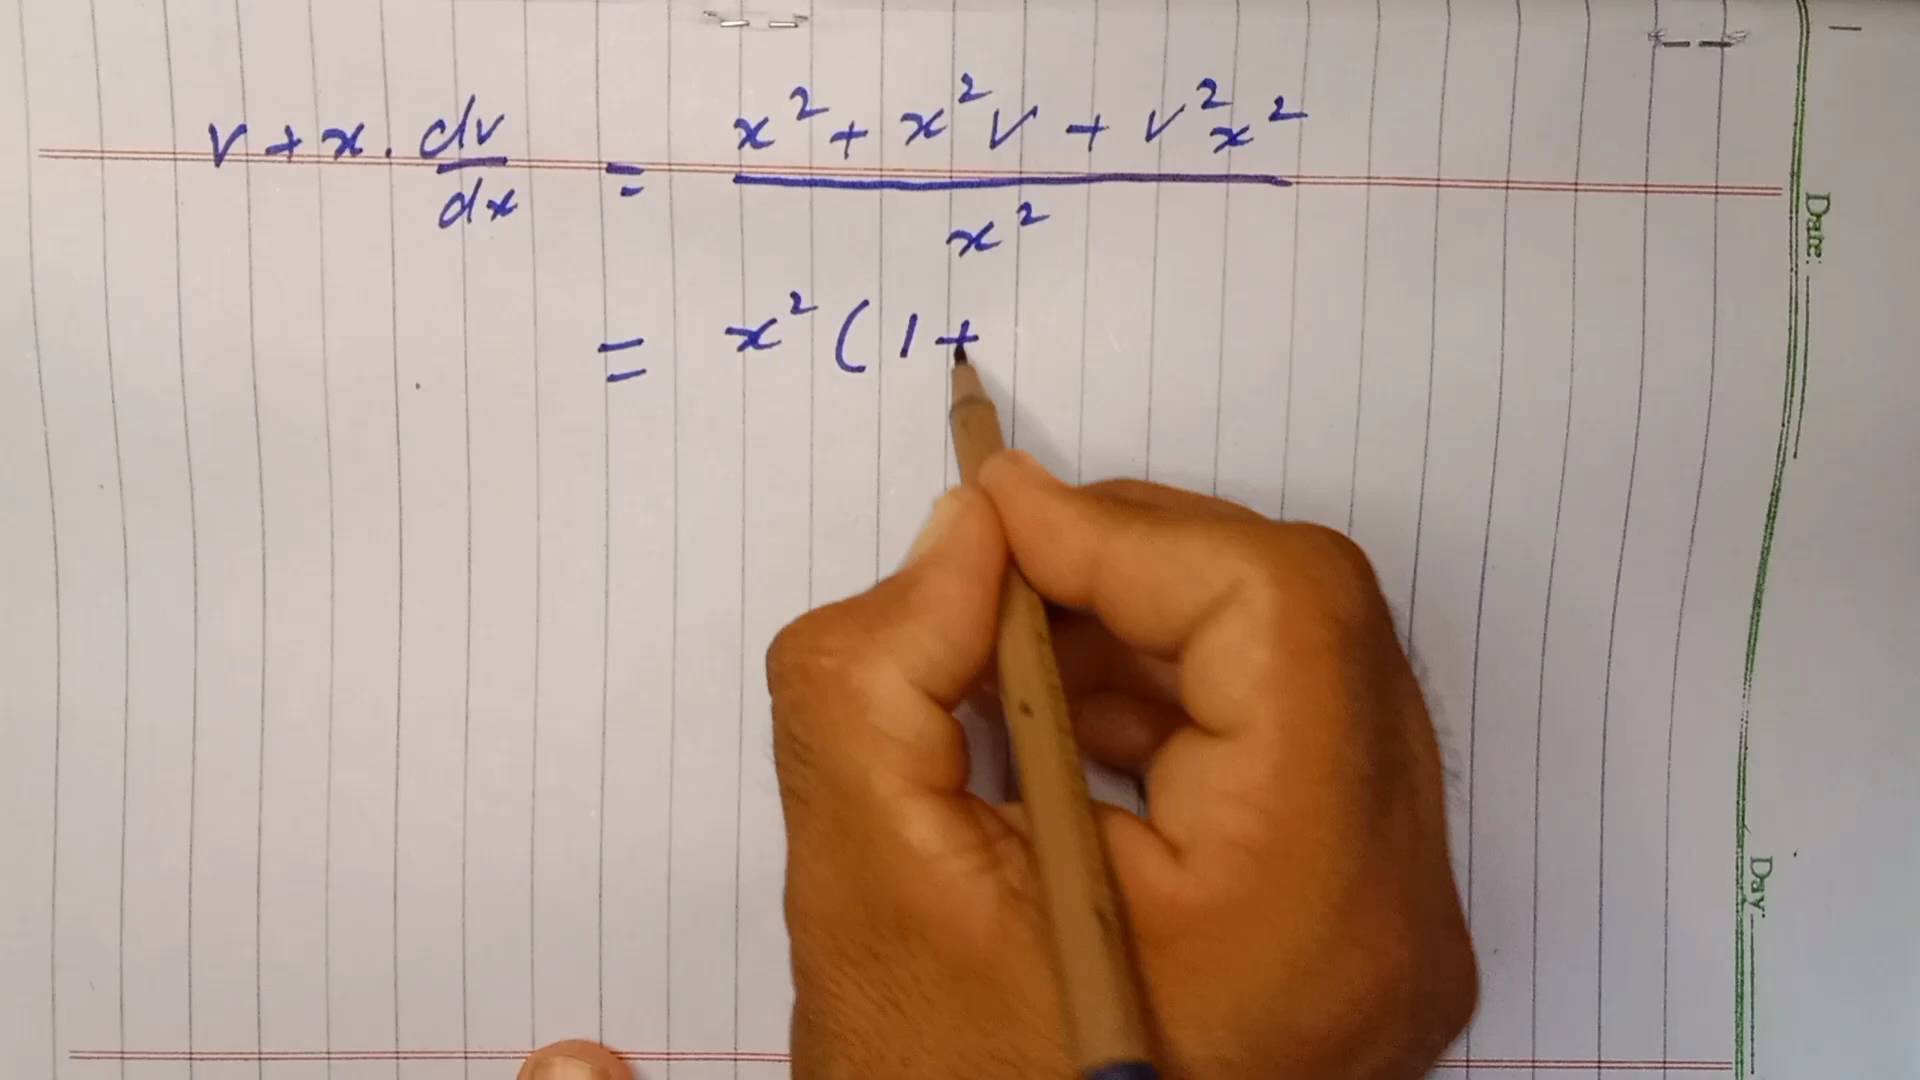 v + x . dv/dx = (x² + x²v + v²x²)/x²
= x² ( 1 +
Date:
Day: